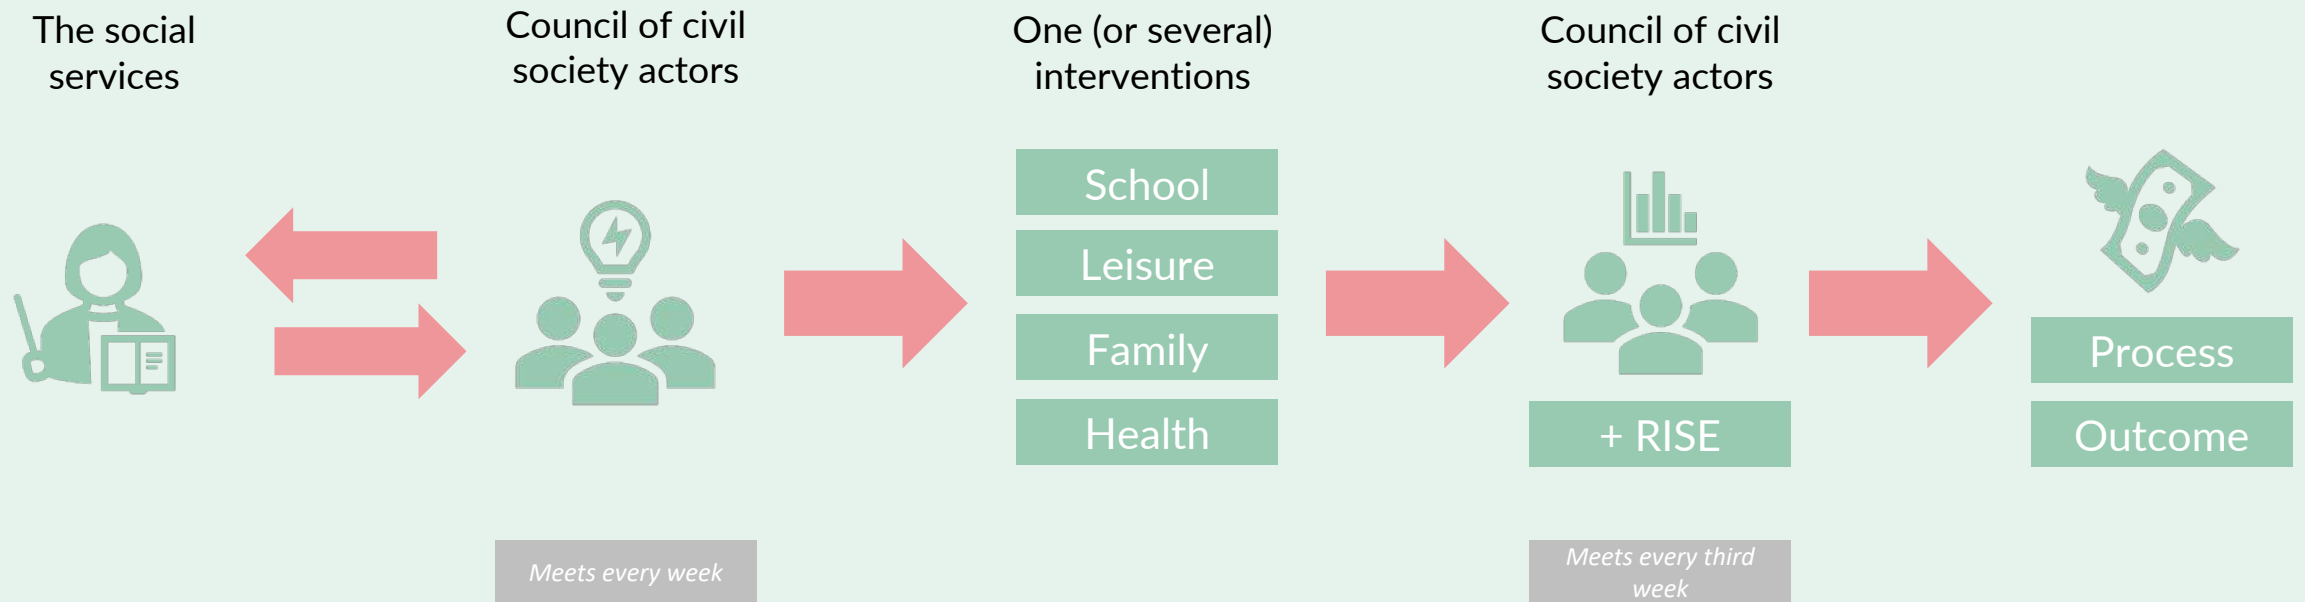 The social
services
Council of civil
society actors
One (or several)
interventions
School
Leisure
Family
Health
Council of civil
society actors
+ RISE
Process
Outcome
Meets every week
Meets every third
week